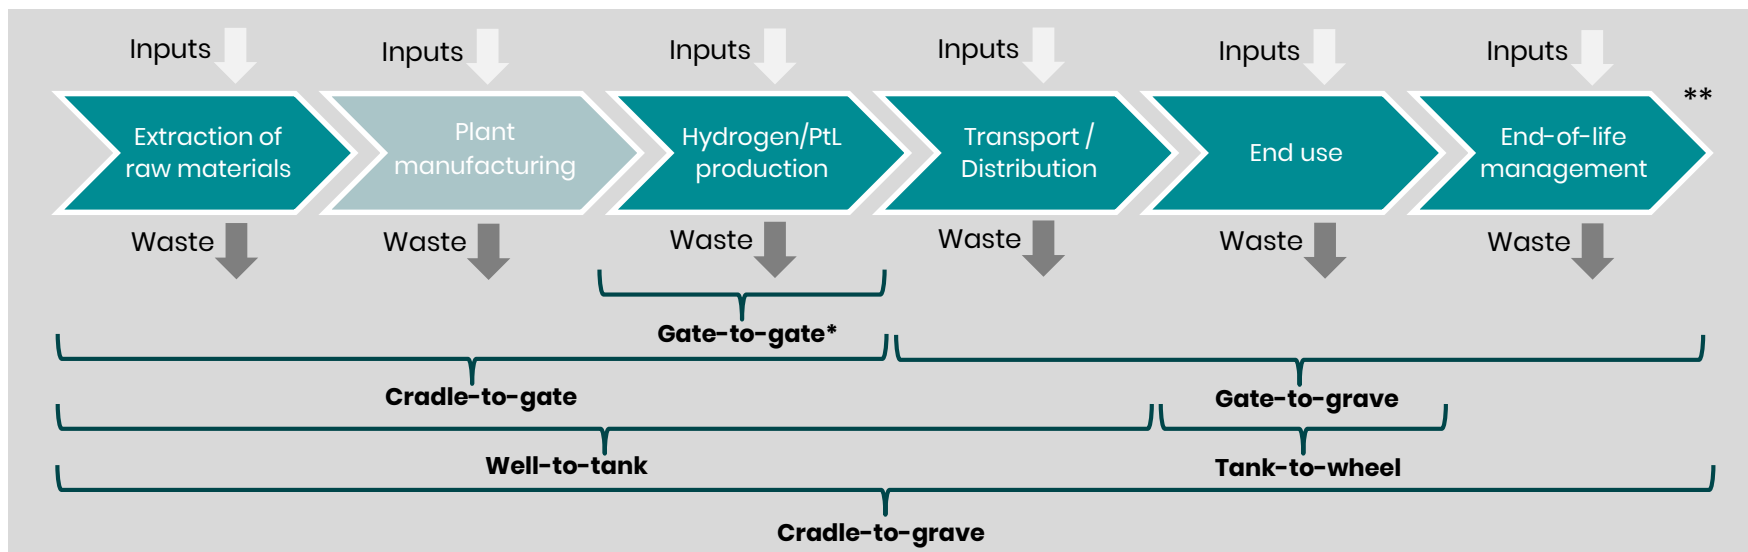 Inputs
Inputs
Inputs
Inputs
Inputs
Inputs
**
Extraction of
raw materials
Plant
manufacturing
Hydrogen/PtL
production
Transport /
Distribution
End use
End-of-life
management
Waste
Waste
Waste
Waste
Waste
Waste
Gate-to-gate*
Cradle-to-gate
Gate-to-grave
Well-to-tank
Tank-to-wheel
Cradle-to-grave